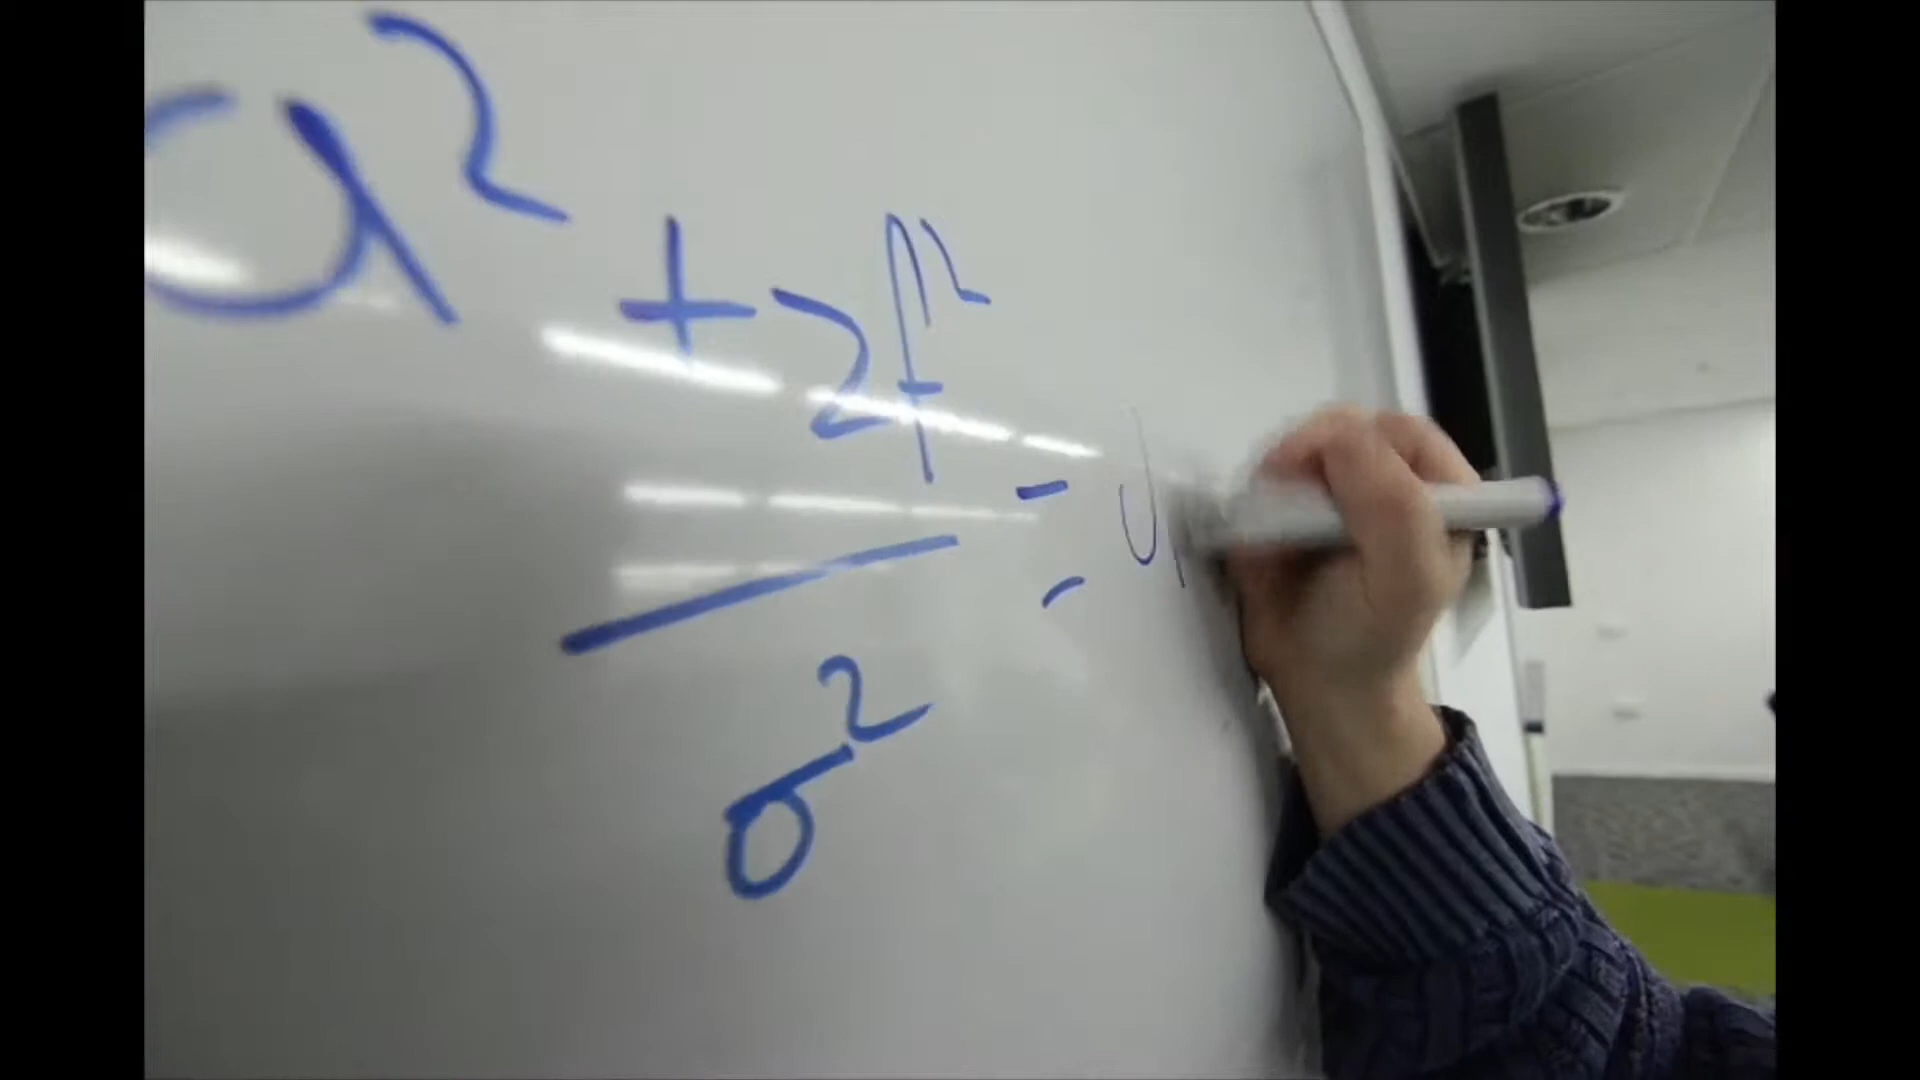 a² + 2f² =
σ²